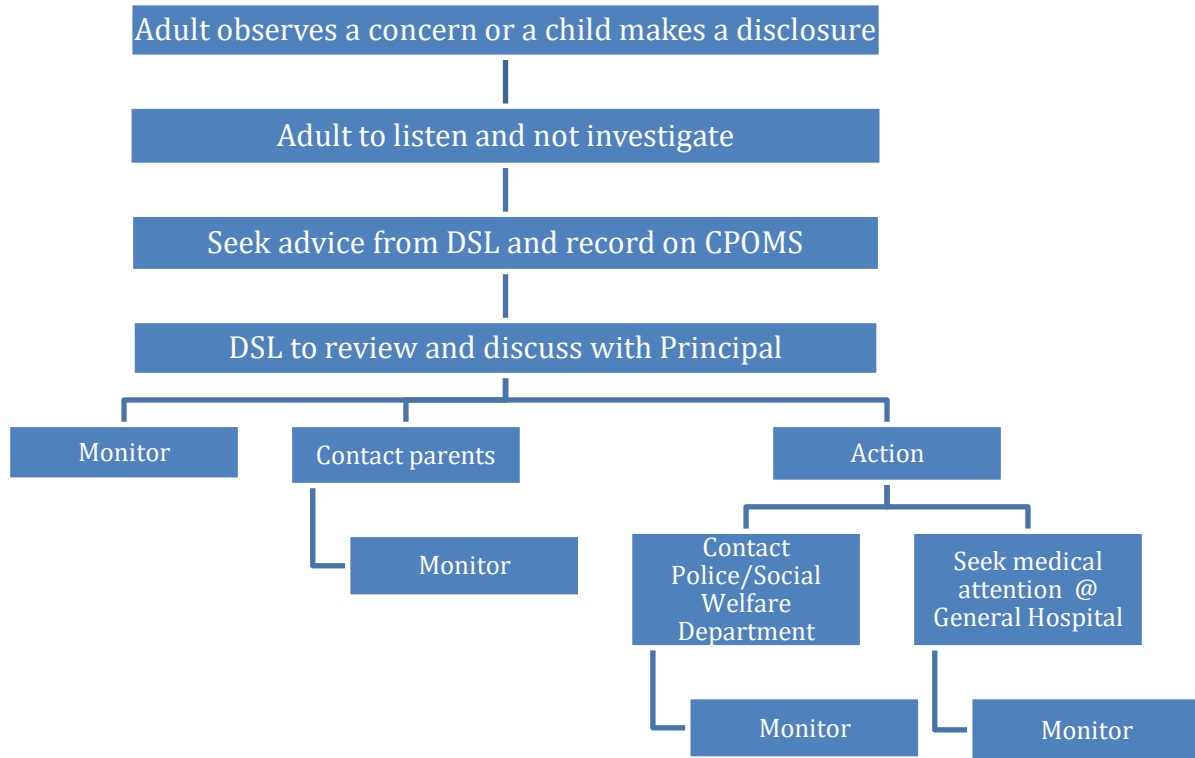 Adult observes a concern or a child makes a disclosure
Adult to listen and not investigate
Seek advice from DSL and record on CPOMS
DSL to review and discuss with Principal
Monitor
Contact parents
Action
Monitor
Contact
Police/Social
Welfare
Department
Seek medical
attention @
General Hospital
Monitor
Monitor